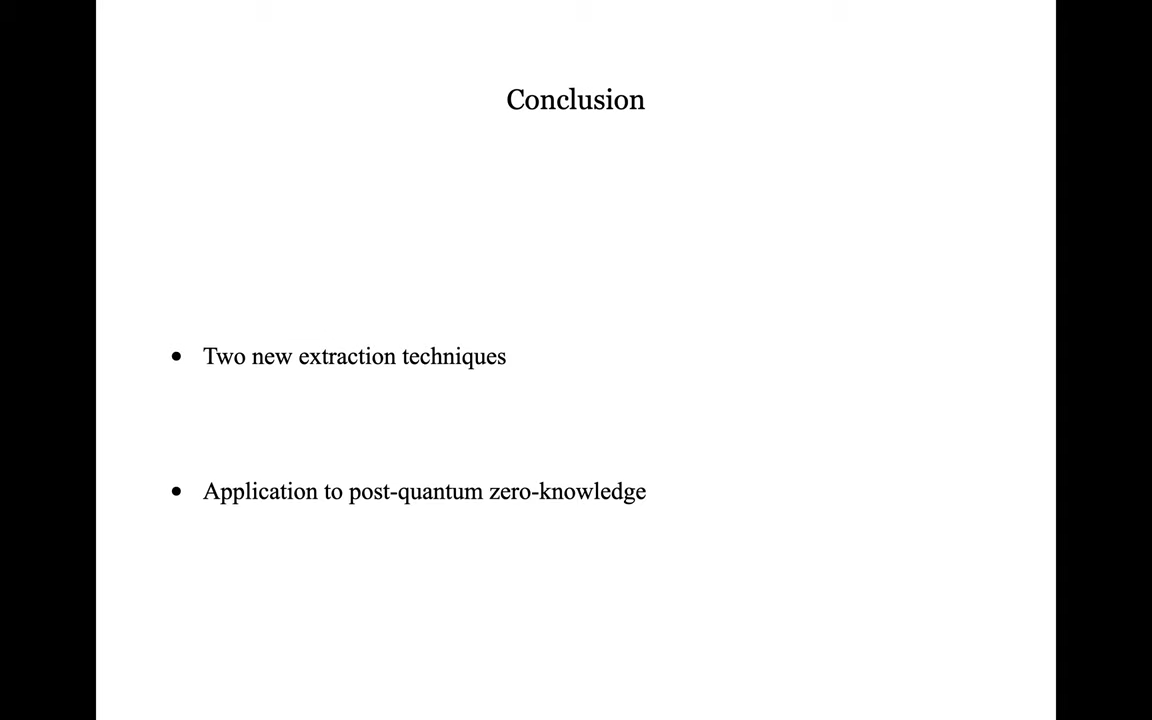 Conclusion
• Two new extraction techniques
• Application to post-quantum zero-knowledge